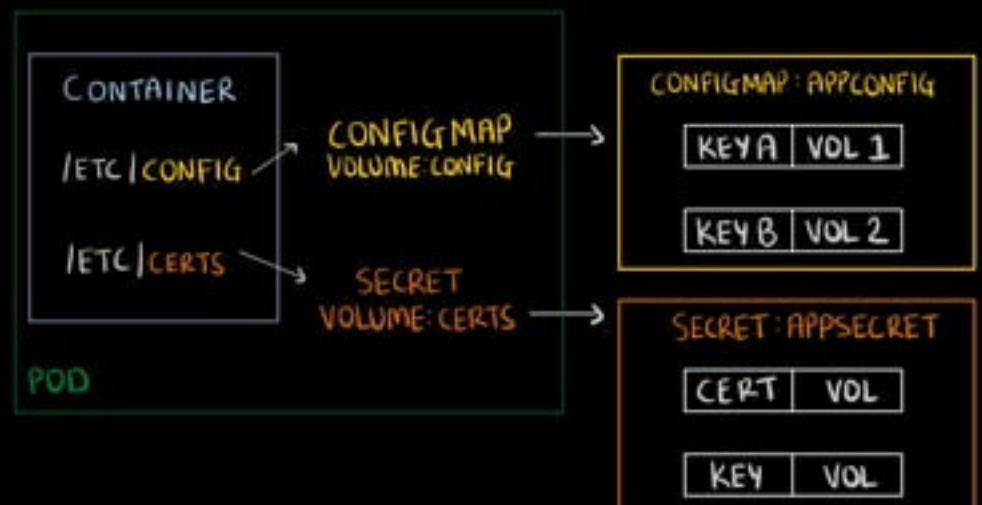 CONTAINER
/ETC/CONFIG
/ETC/CERTS
POD
CONFIGMAP
VOLUME:CONFIG
SECRET
VOLUME:CERTS
CONFIGMAP:APPCONFIG
KEY A VOL 1
KEY B VOL 2
SECRET:APPSECRET
CERT VOL
KEY VOL